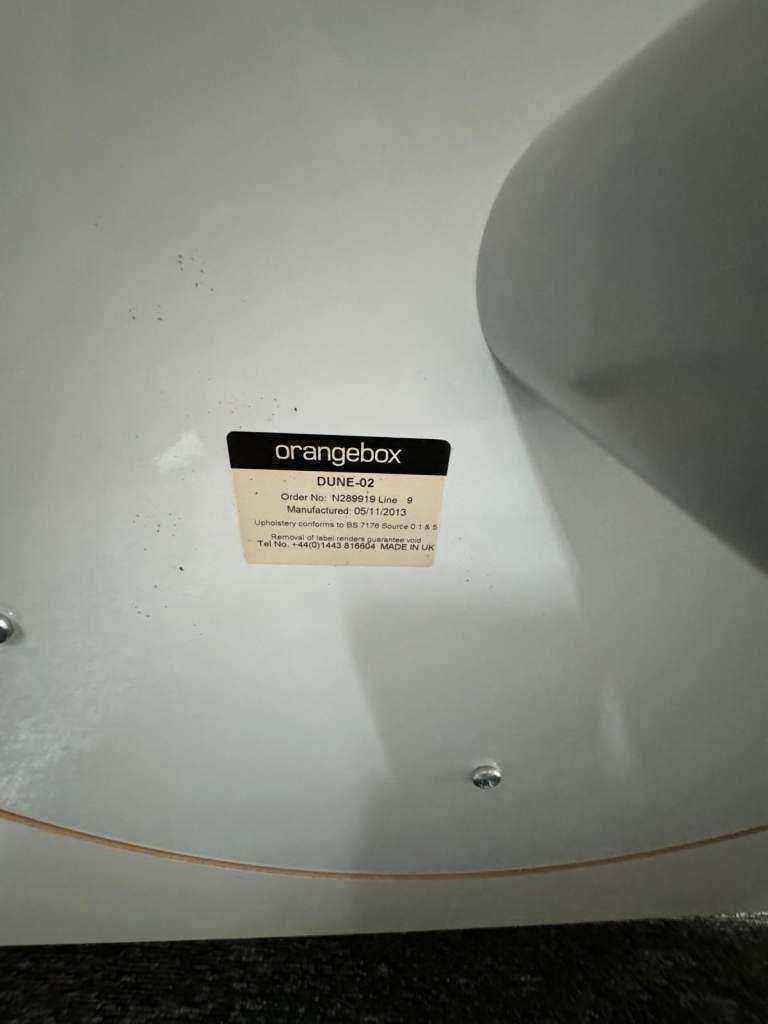 orangebox
DUNE-02
Order No: N289919 Line 9
Manufactured: 05/11/2013
Upholstery conforms to BS 7176 Source 0 1 & 5
Removal of label renders guarantee void
Tel No. +44(0)1443 816604 MADE IN UK